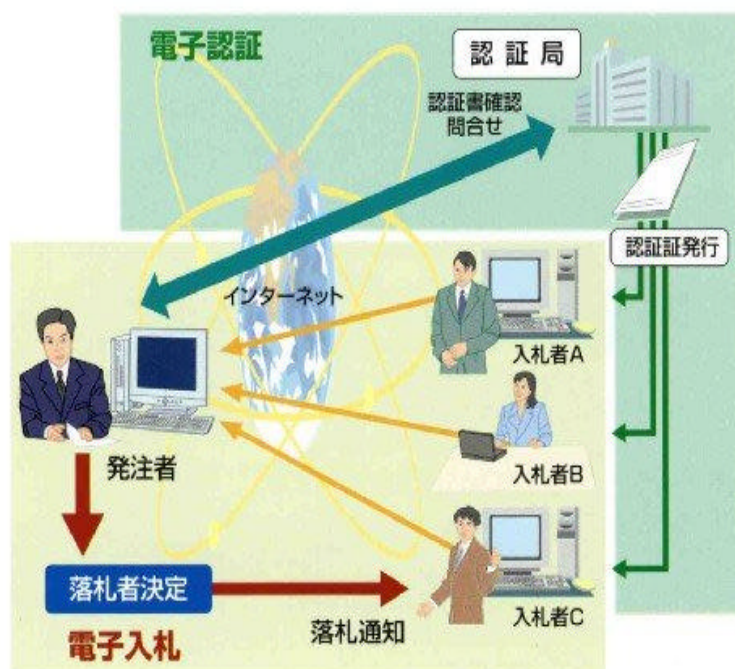 電子認証
認証局
認証書確認
問合せ
認証証発行
インターネット
入札者A
発注者
入札者B
落札者決定
落札通知
入札者C
電子入札